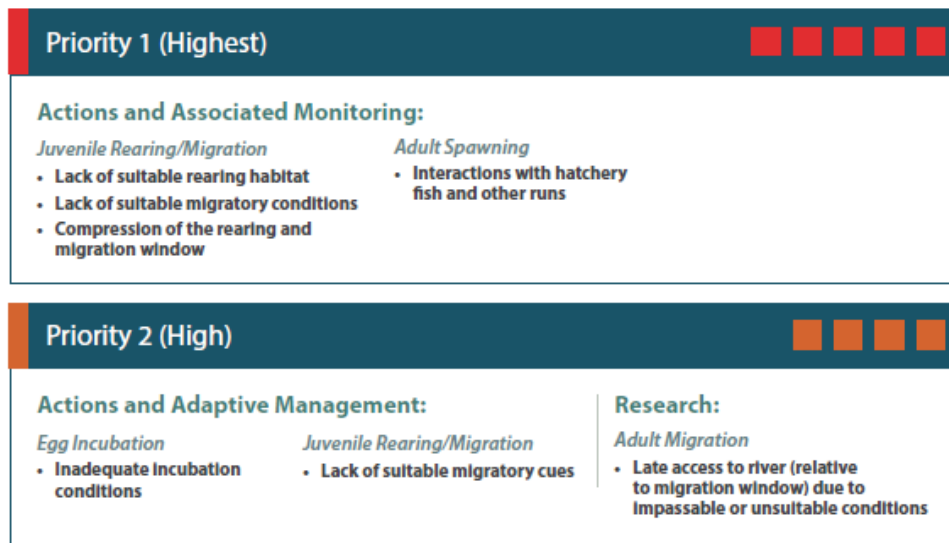 Priority 1 (Highest)
Actions and Associated Monitoring:
Juvenile Rearing/Migration
• Lack of suitable rearing habitat
• Lack of suitable migratory conditions
• Compression of the rearing and
migration window
Adult Spawning
• Interactions with hatchery
fish and other runs
Priority 2 (High)
Actions and Adaptive Management:
Egg Incubation
• Inadequate incubation
conditions
Juvenile Rearing/Migration
• Lack of suitable migratory cues
Research:
Adult Migration
• Late access to river (relative
to migration window) due to
impassable or unsuitable conditions